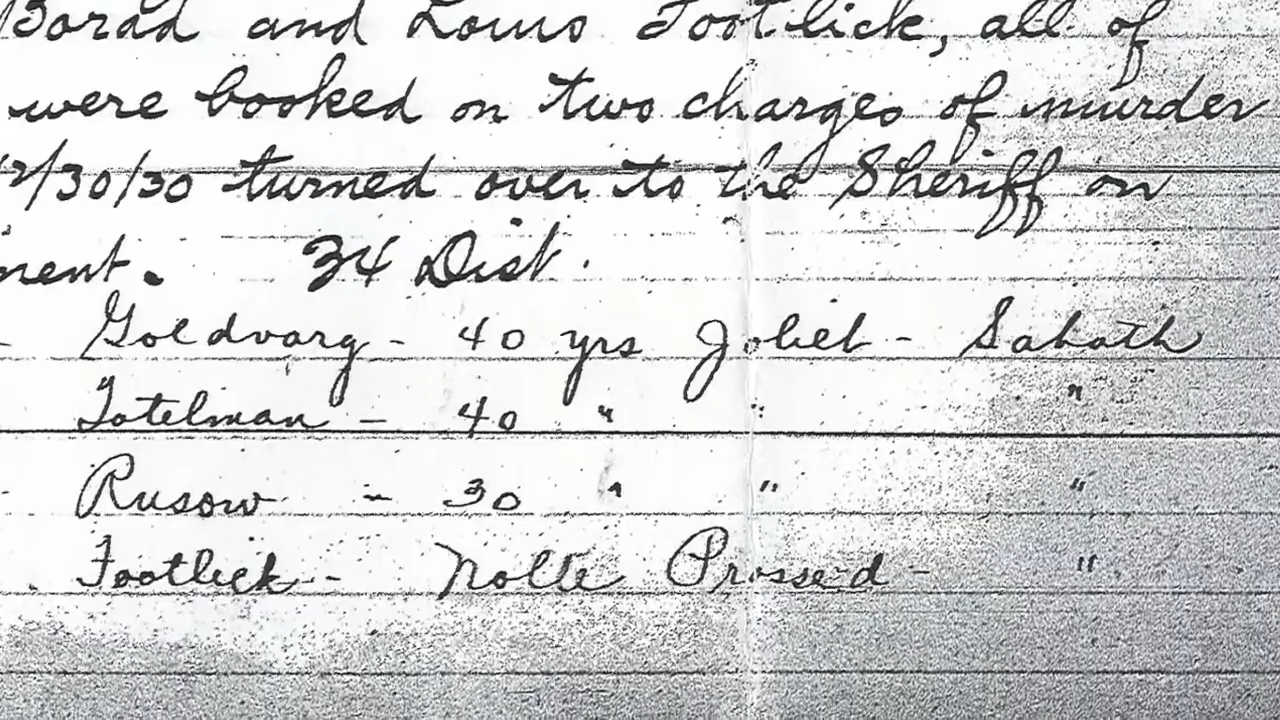 Borad and Louis Footlick, all of
were booked on two charges of murder
12/30/30 turned over to the Sheriff on
ment. 34 Dist.
- Goldvarg - 40 yrs Joliet - Sabath
Totelman - 40 " " "
- Rusow - 30 " " "
. Footlick - Nolle Prossed - "